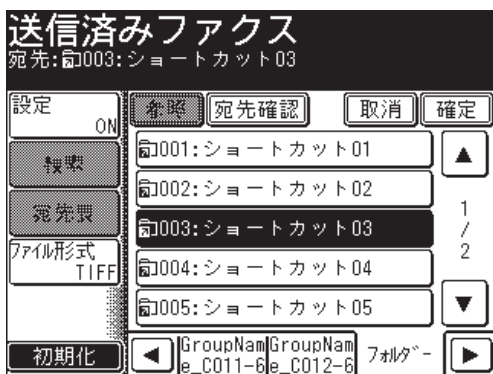 送信済みファクス
宛先:003:ショートカット03
設定
ON
参照 宛先確認 取消 確定
検索
宛先表
ファイル形式
TIFF
初期化
001:ショートカット01
002:ショートカット02
003:ショートカット03
004:ショートカット04
005:ショートカット05
1
/
2
GroupNam
e_C011-6
GroupNam
e_C012-6
フォルダー